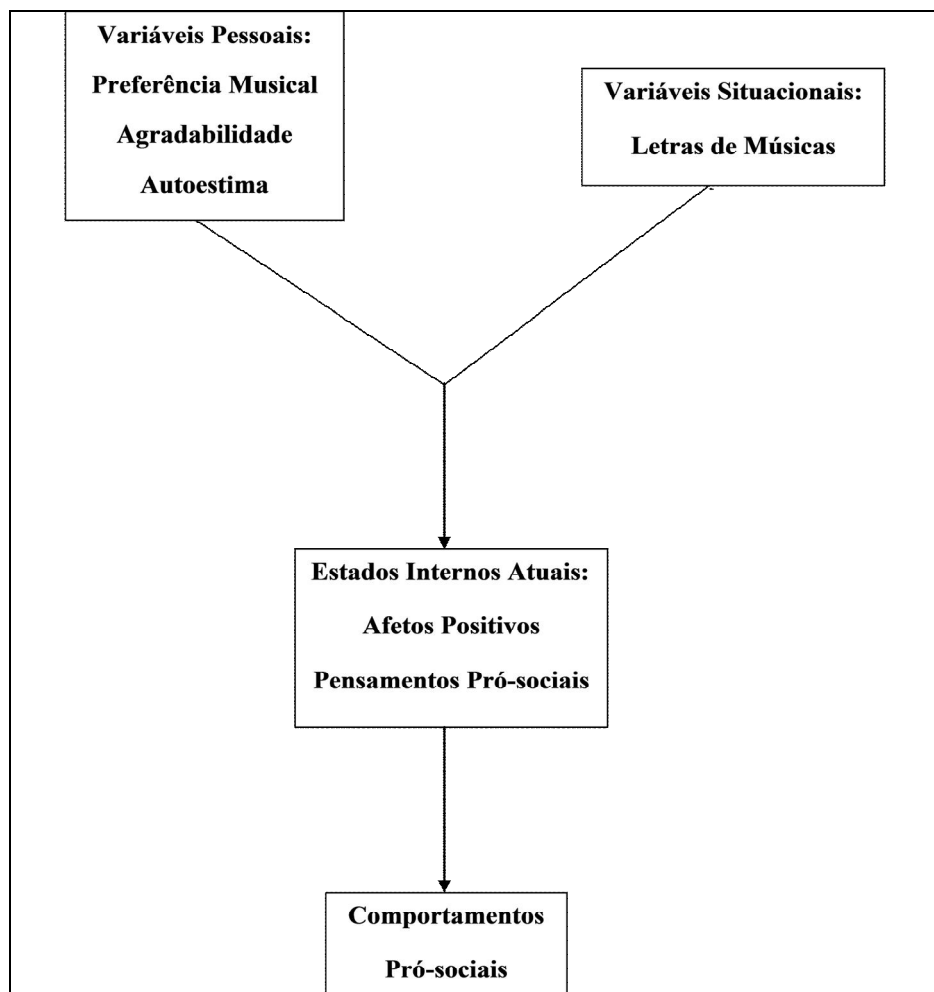 Variáveis Pessoais:
Preferência Musical
Agradabilidade
Autoestima
Variáveis Situacionais:
Letras de Músicas
Estados Internos Atuais:
Afetos Positivos
Pensamentos Pró-sociais
Comportamentos
Pró-sociais